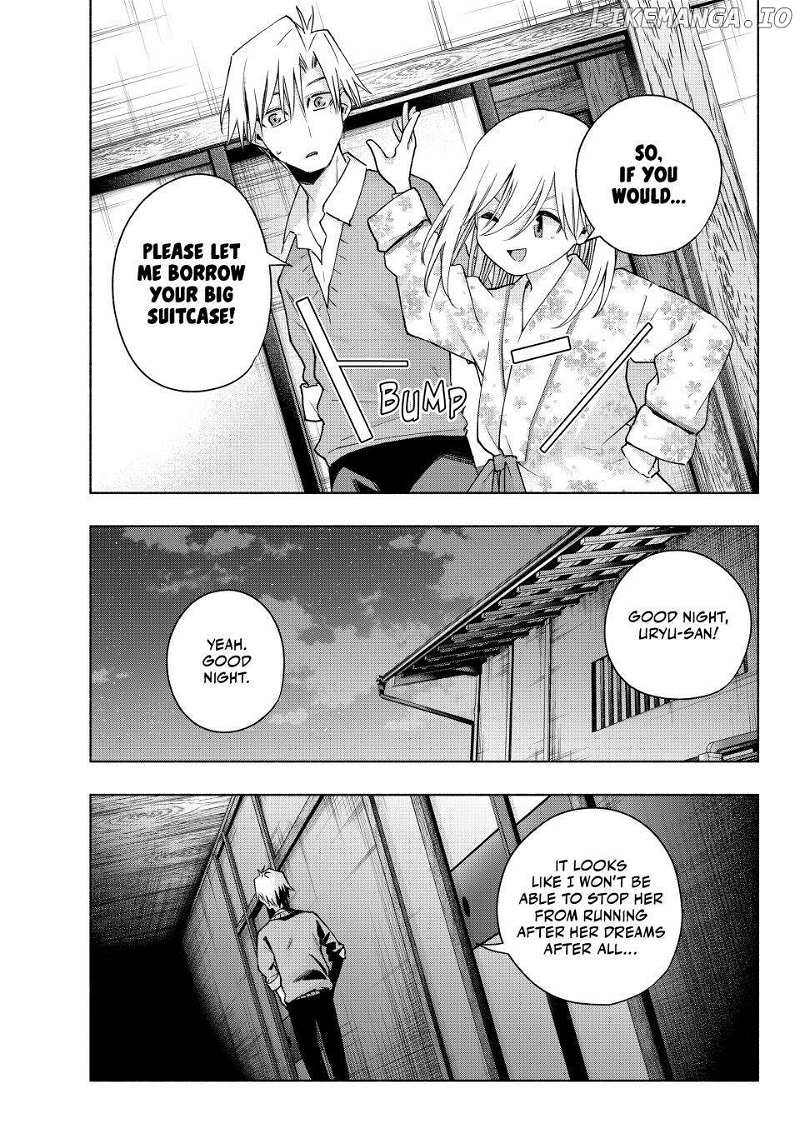 LIKEMANGA.IO
SO,
IF YOU
WOULD...
PLEASE LET
ME BORROW
YOUR BIG
SUITCASE!
BUMP
GOOD NIGHT,
URYU-SAN!
YEAH.
GOOD
NIGHT.
IT LOOKS
LIKE I WON'T BE
ABLE TO STOP HER
FROM RUNNING
AFTER HER DREAMS
AFTER ALL...